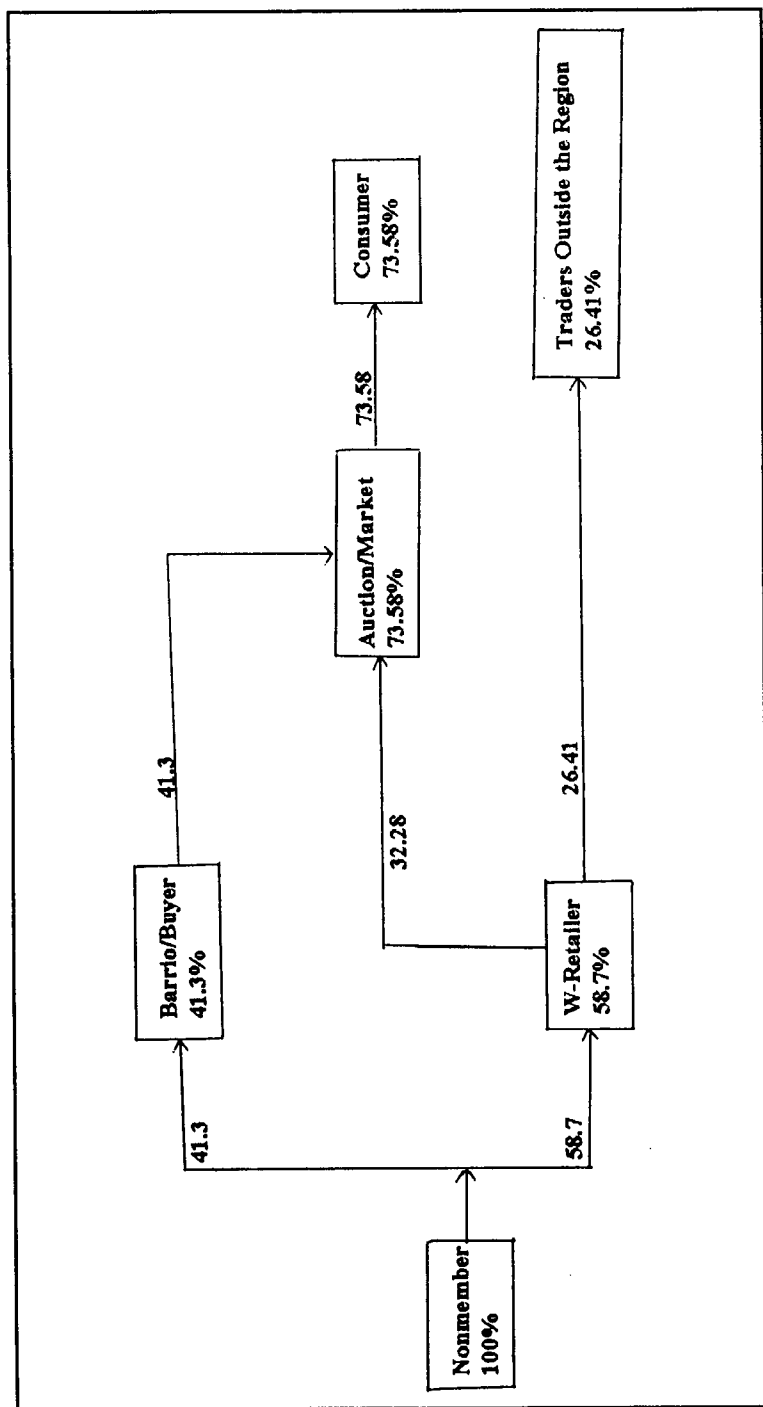 Nonmember
100%
41.3
58.7
Barrio/Buyer
41.3%
W-Retailer
58.7%
41.3
32.28
26.41
Auction/Market
73.58%
73.58
Consumer
73.58%
Traders Outside the Region
26.41%